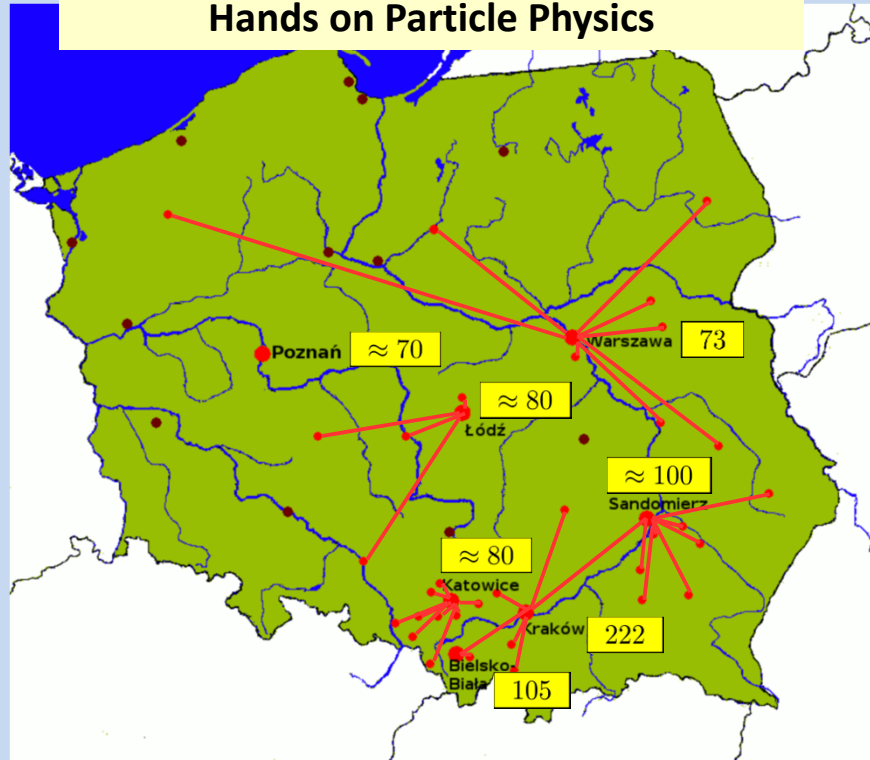 Hands on Particle Physics
Warszawa
73
Poznań
≈ 70
≈ 80
Łódź
≈ 100
Sandomierz
≈ 80
Katowice
Kraków
222
Bielsko-
Biała
105